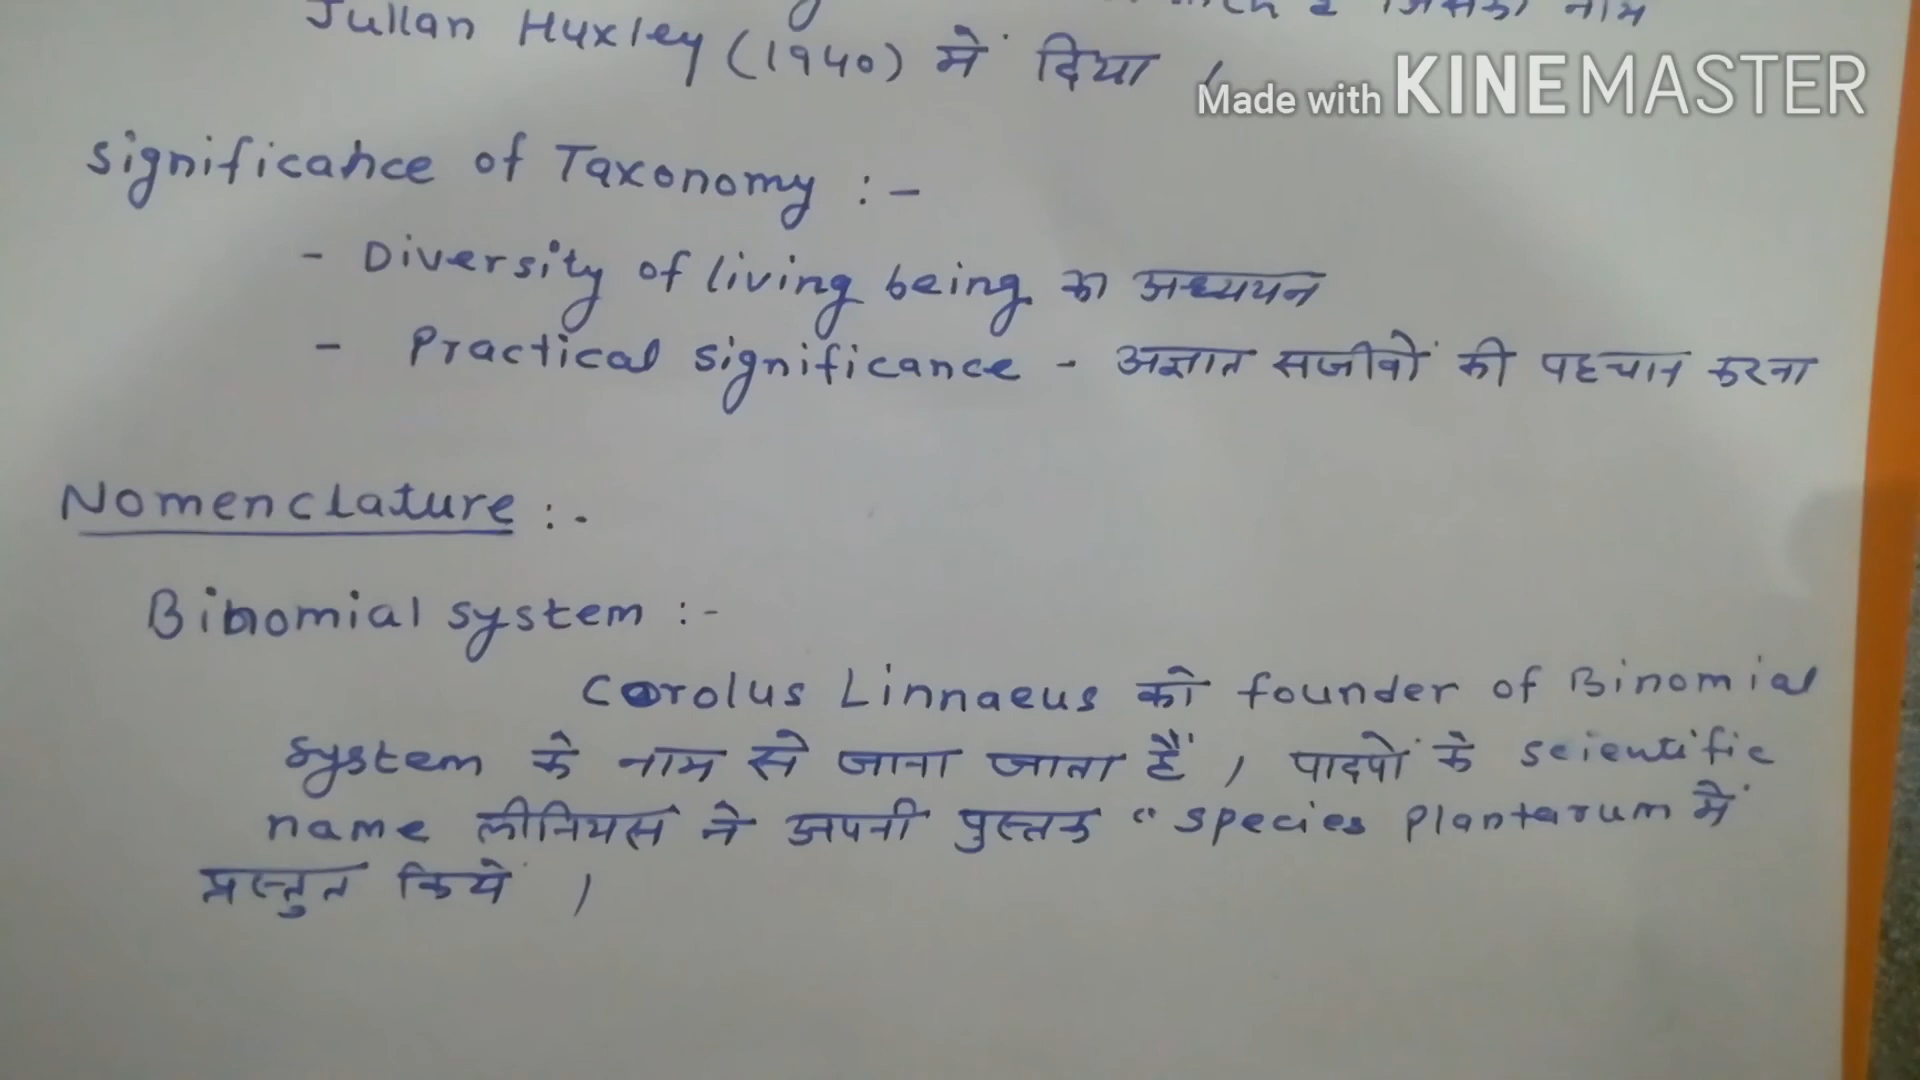 जिसका नाम
Jullan Huxley (1940) में दिया ।
Made with KINEMASTER
Significance of Taxonomy :-
- Diversity of living being का अध्ययन
- Practical significance - अज्ञात सजीवों की पहचान करना
Nomenclature :-
Binomial system :-
Carolus Linnaeus को founder of Binomial
System के नाम से जाना जाता हैं , पादपों के scientific
name लीनियस ने अपनी पुस्तक " species plantarum में
प्रस्तुत किये ।